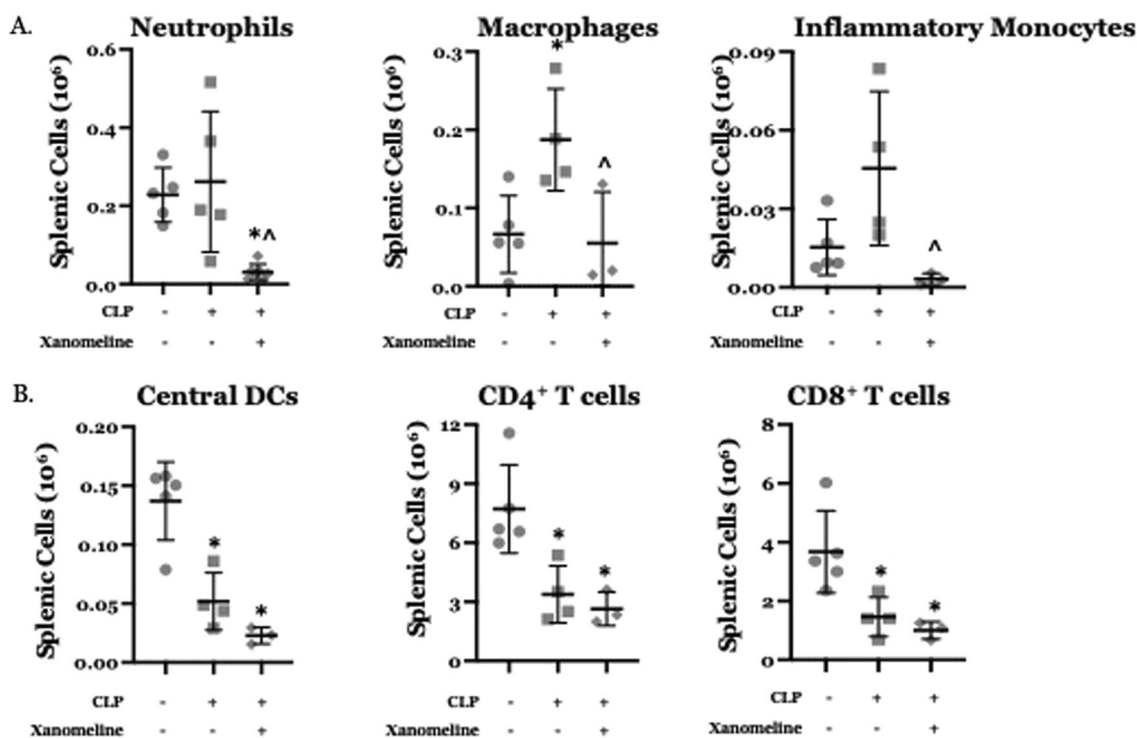 A.
Neutrophils
Macrophages
Inflammatory Monocytes
Splenic Cells (10⁶)
0.6
0.4
0.2
0.0
*^
CLP - + +
Xanomeline - - +
Splenic Cells (10⁶)
0.3
0.2
0.1
0.0
*
^
- + +
- - +
Splenic Cells (10⁶)
0.09
0.06
0.03
0.00
^
- + +
- - +
B.
Central DCs
CD4⁺ T cells
CD8⁺ T cells
Splenic Cells (10⁶)
0.20
0.15
0.10
0.05
0.00
*
*
CLP - + +
Xanomeline - - +
Splenic Cells (10⁶)
12
9
6
3
0
*
*
CLP - + +
Xanomeline - - +
Splenic Cells (10⁶)
8
6
4
2
0
*
*
CLP - + +
Xanomeline - - +